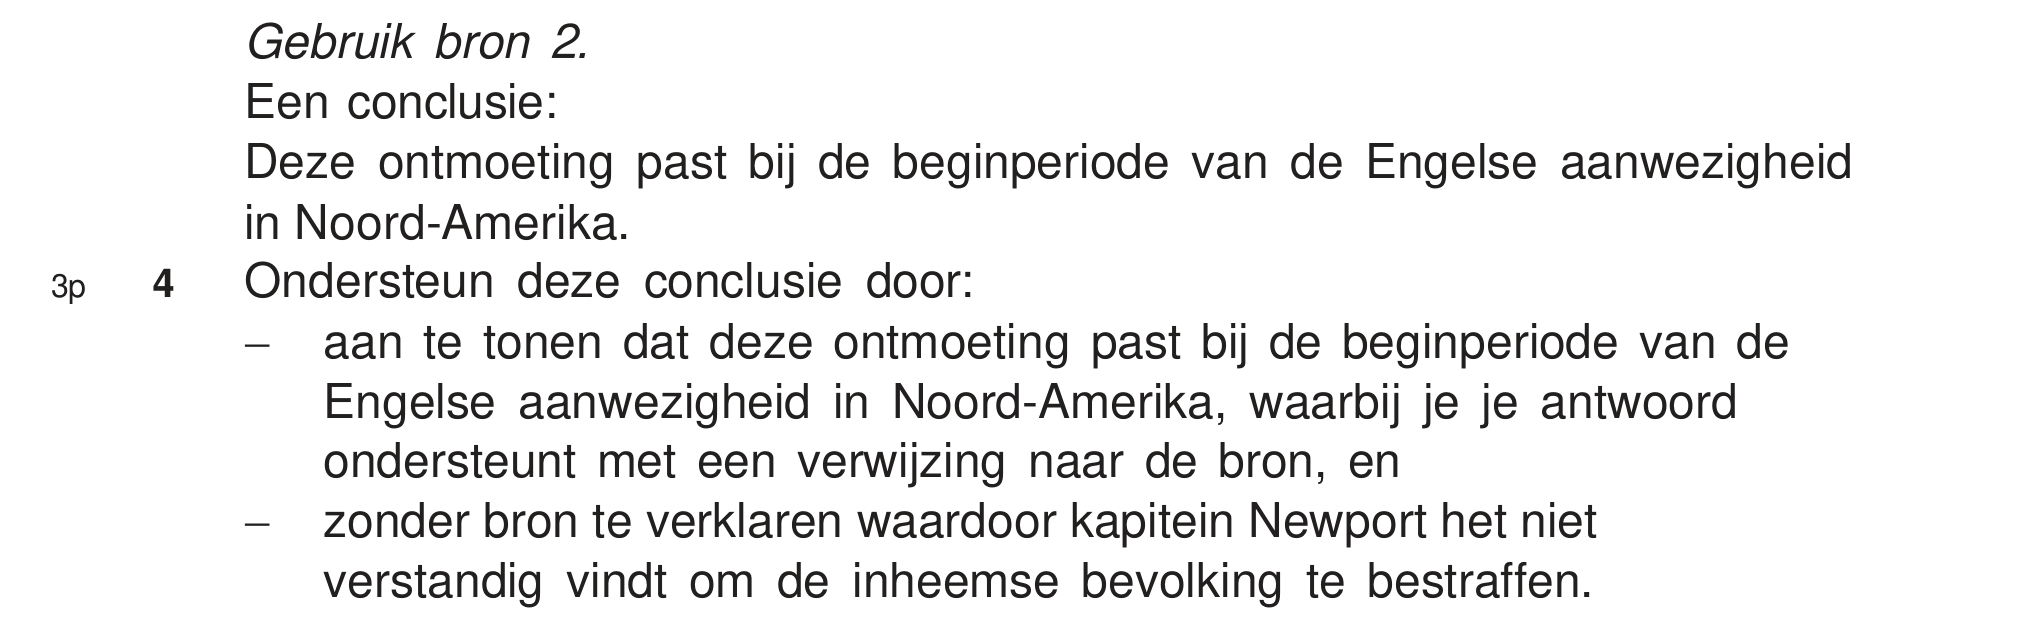 Gebruik bron 2.
Een conclusie:
Deze ontmoeting past bij de beginperiode van de Engelse aanwezigheid
in Noord-Amerika.
3p 4 Ondersteun deze conclusie door:
– aan te tonen dat deze ontmoeting past bij de beginperiode van de
Engelse aanwezigheid in Noord-Amerika, waarbij je je antwoord
ondersteunt met een verwijzing naar de bron, en
– zonder bron te verklaren waardoor kapitein Newport het niet
verstandig vindt om de inheemse bevolking te bestraffen.